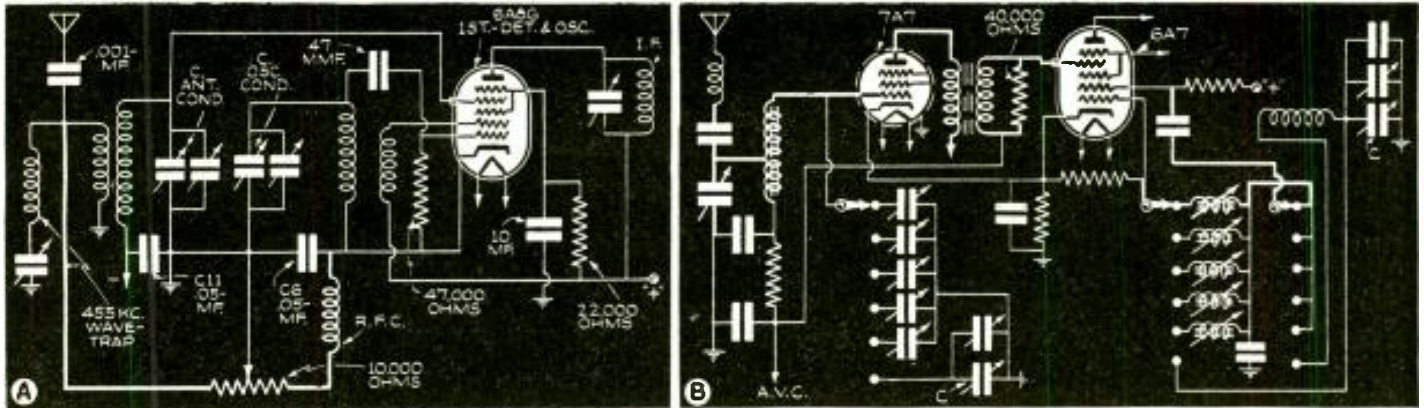 .001-
MF.
C
ANT.
COND.
C
OSC.
COND.
47
MMF.
6A8G
1ST.-DET. & OSC.
I.F.
455 KC.
WAVE-
TRAP
-
C11
.05-
MF.
C6
.05-
MF.
R.F.C.
10,000
OHMS
47,000
OHMS
10
MF.
22,000
OHMS
"+"
A
7A7
40,000
OHMS
6A7
"+"
C
A.V.C.
C
B